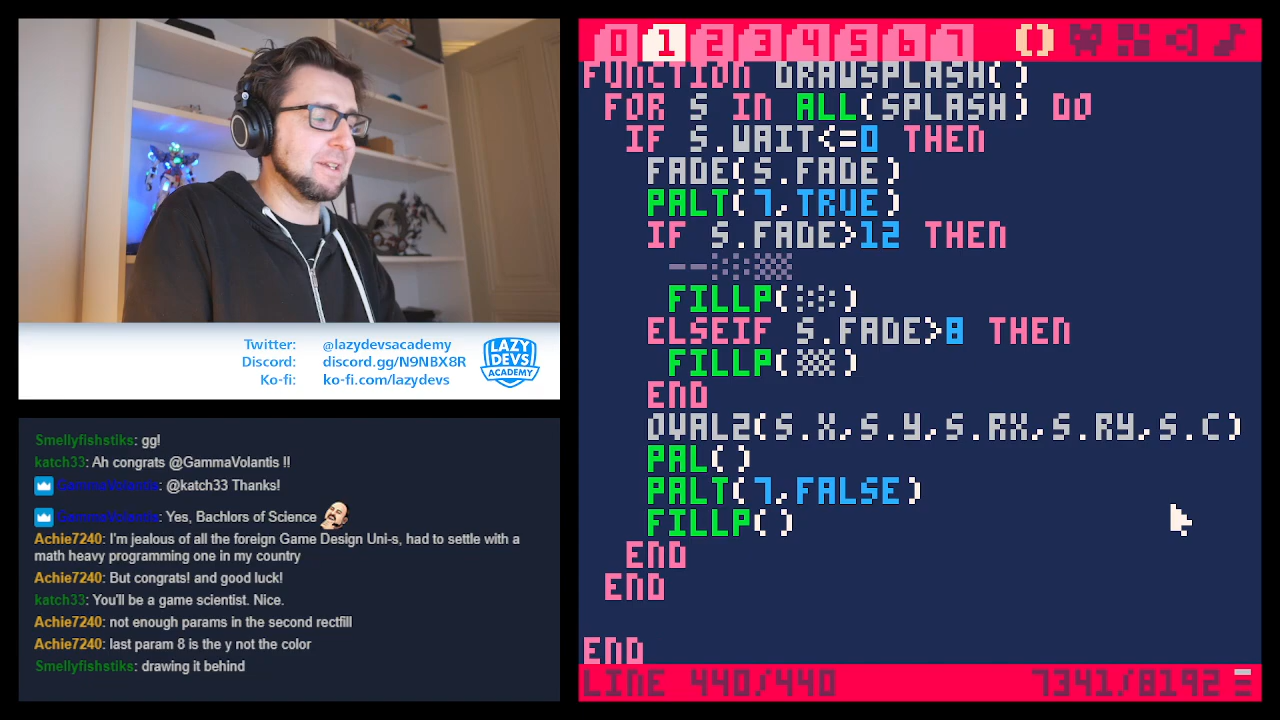 Twitter: @lazydevsacademy
Discord: discord.gg/N9NBX8R
Ko-fi: ko-fi.com/lazydevs
LAZY
DEVS
ACADEMY
Smellyfishstiks: gg!
katch33: Ah congrats @GammaVolantis !!
GammaVolantis: @katch33 Thanks!
GammaVolantis: Yes, Bachlors of Science
Achie7240: I'm jealous of all the foreign Game Design Uni-s, had to settle with a
math heavy programming one in my country
Achie7240: But congrats! and good luck!
katch33: You'll be a game scientist. Nice.
Achie7240: not enough params in the second rectfill
Achie7240: last param 8 is the y not the color
Smellyfishstiks: drawing it behind
0 1 2 3 4 5 6 7 ()
FUNCTION DRAWSPLASH()
FOR S IN ALL(SPLASH) DO
IF S.WAIT<=0 THEN
FADE(S.FADE)
PALT(7,TRUE)
IF S.FADE>12 THEN
--░▒
FILLP(░)
ELSEIF S.FADE>8 THEN
FILLP(▒)
END
OVAL2(S.X,S.Y,S.RX,S.RY,S.C)
PAL()
PALT(7,FALSE)
FILLP()
END
END
END
LINE 440/440 7341/8192